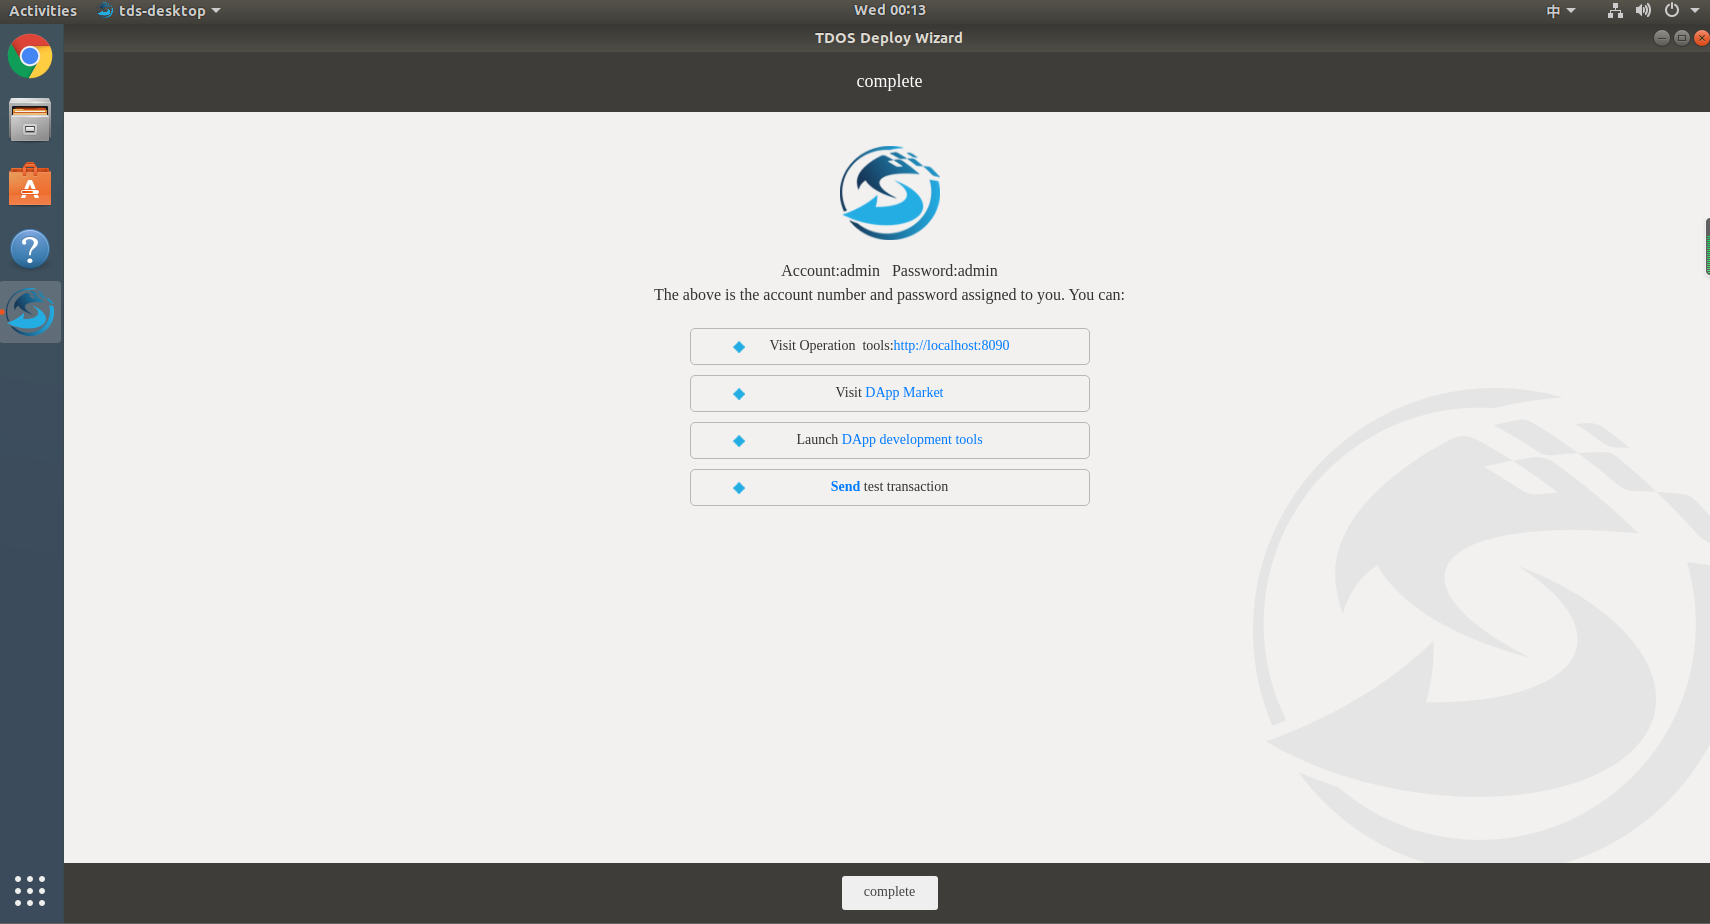 Activities tds-desktop Wed 00:13 中
TDOS Deploy Wizard
complete
Account:admin Password:admin
The above is the account number and password assigned to you. You can:
Visit Operation tools:http://localhost:8090
Visit DApp Market
Launch DApp development tools
Send test transaction
complete